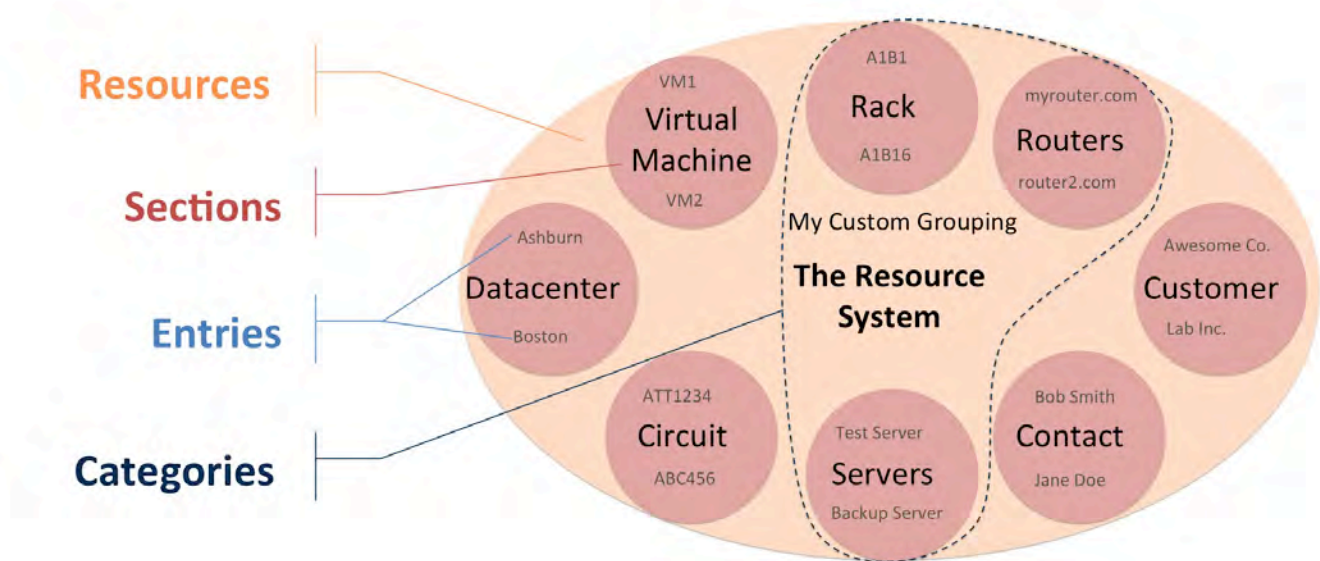 Resources
Sections
Entries
Categories
VM1
Virtual
Machine
VM2
A1B1
Rack
A1B16
myrouter.com
Routers
router2.com
Ashburn
Datacenter
Boston
My Custom Grouping
The Resource
System
Awesome Co.
Customer
Lab Inc.
ATT1234
Circuit
ABC456
Test Server
Servers
Backup Server
Bob Smith
Contact
Jane Doe